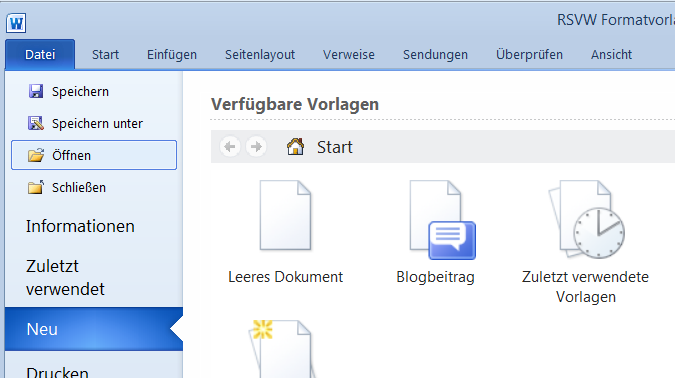 RSVW Formatvorla
Datei Start Einfügen Seitenlayout Verweise Sendungen Überprüfen Ansicht
Speichern
Speichern unter
Öffnen
Schließen
Informationen
Zuletzt
verwendet
Neu
Drucken
Verfügbare Vorlagen
Start
Leeres Dokument
Blogbeitrag
Zuletzt verwendete
Vorlagen